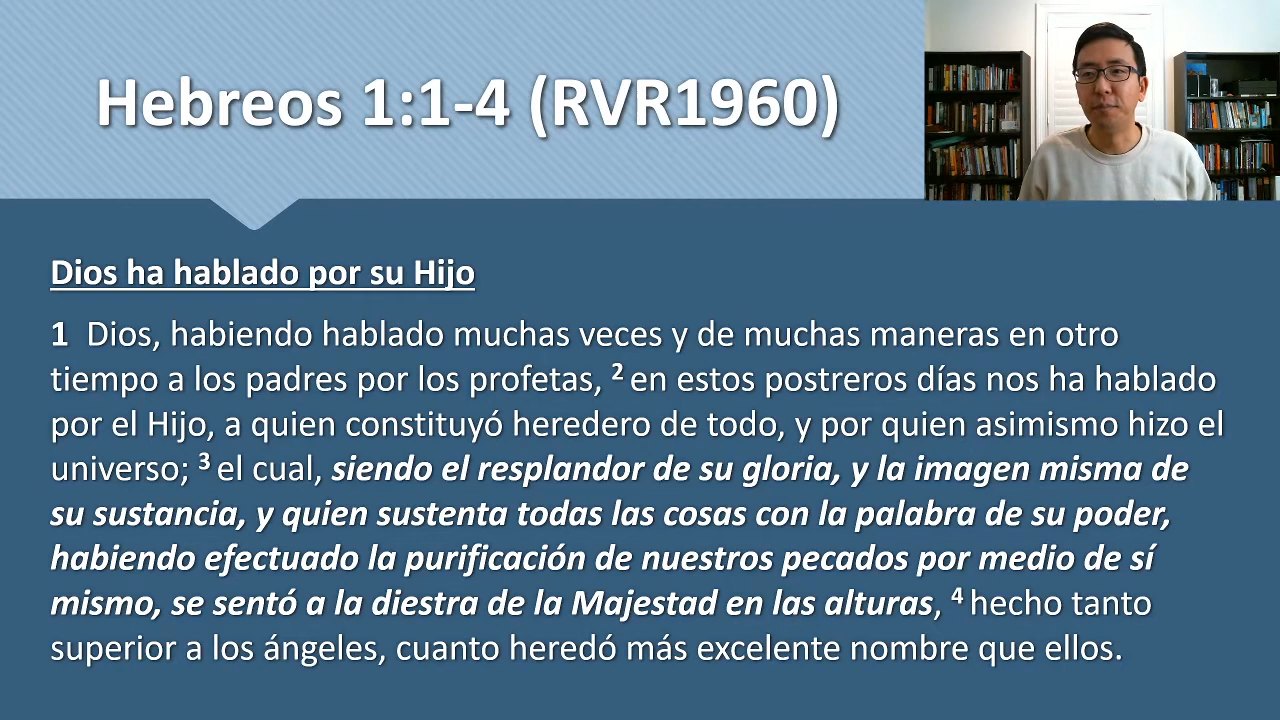 Hebreos 1:1-4 (RVR1960)
Dios ha hablado por su Hijo
1 Dios, habiendo hablado muchas veces y de muchas maneras en otro
tiempo a los padres por los profetas, 2 en estos postreros días nos ha hablado
por el Hijo, a quien constituyó heredero de todo, y por quien asimismo hizo el
universo; 3 el cual, siendo el resplandor de su gloria, y la imagen misma de
su sustancia, y quien sustenta todas las cosas con la palabra de su poder,
habiendo efectuado la purificación de nuestros pecados por medio de sí
mismo, se sentó a la diestra de la Majestad en las alturas, 4 hecho tanto
superior a los ángeles, cuanto heredó más excelente nombre que ellos.